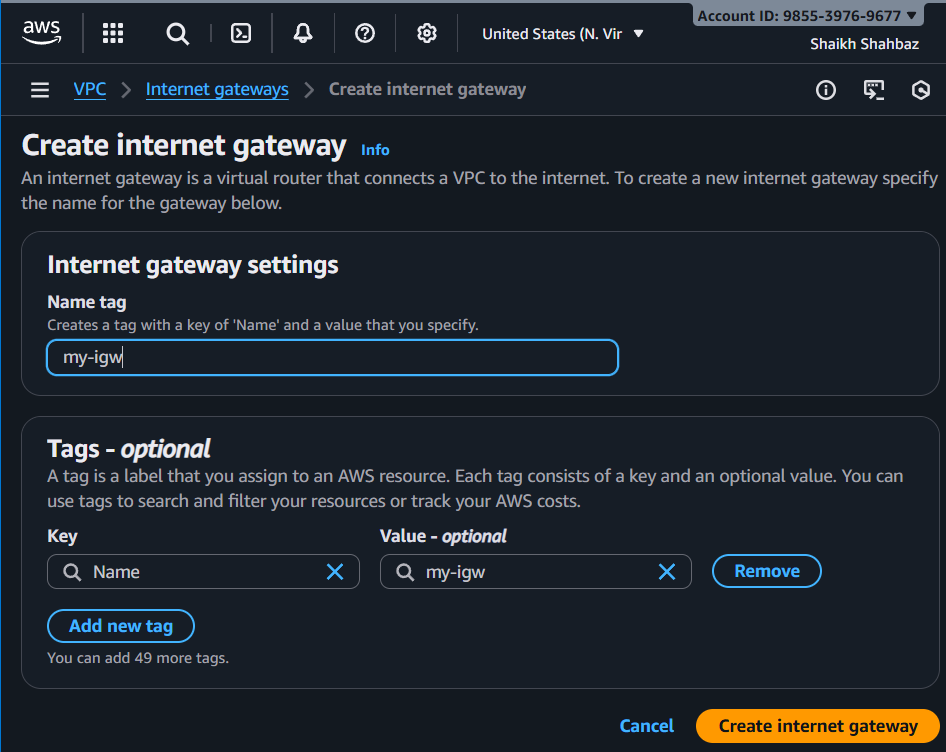 aws
United States (N. Vir
Account ID: 9855-3976-9677
Shaikh Shahbaz
VPC
Internet gateways
Create internet gateway
Create internet gateway
Info
An internet gateway is a virtual router that connects a VPC to the internet. To create a new internet gateway specify
the name for the gateway below.
Internet gateway settings
Name tag
Creates a tag with a key of 'Name' and a value that you specify.
my-igw
Tags - optional
A tag is a label that you assign to an AWS resource. Each tag consists of a key and an optional value. You can
use tags to search and filter your resources or track your AWS costs.
Key
Value - optional
Name
my-igw
Remove
Add new tag
You can add 49 more tags.
Cancel
Create internet gateway